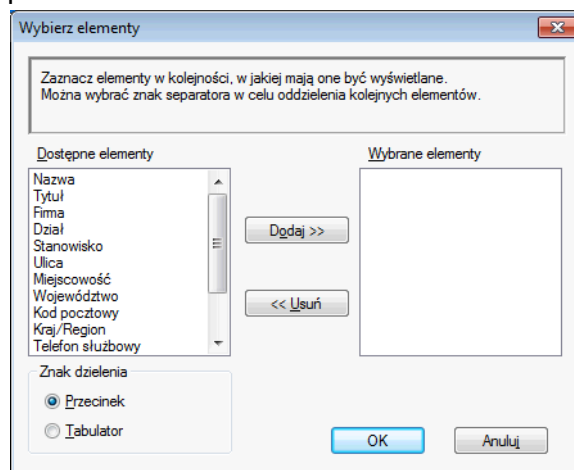 Wybierz elementy
Zaznacz elementy w kolejności, w jakiej mają one być wyświetlane.
Można wybrać znak separatora w celu oddzielenia kolejnych elementów.
Dostępne elementy
Wybrane elementy
Nazwa
Tytuł
Firma
Dział
Stanowisko
Ulica
Miejscowość
Województwo
Kod pocztowy
Kraj/Region
Telefon służbowy
Dodaj >>
<< Usuń
Znak dzielenia
Przecinek
Tabulator
OK
Anuluj